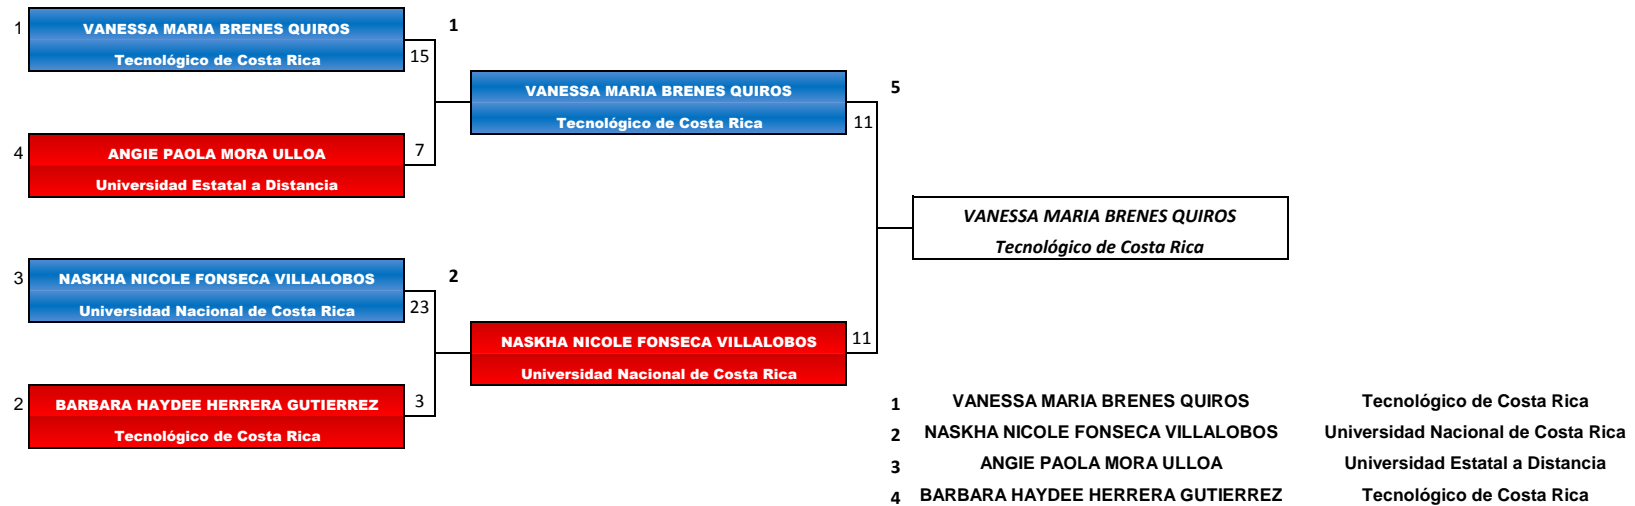 1 VANESSA MARIA BRENES QUIROS 1
Tecnológico de Costa Rica 15
4 ANGIE PAOLA MORA ULLOA 7
Universidad Estatal a Distancia
VANESSA MARIA BRENES QUIROS 5
Tecnológico de Costa Rica 11
3 NASKHA NICOLE FONSECA VILLALOBOS 2
Universidad Nacional de Costa Rica 23
2 BARBARA HAYDEE HERRERA GUTIERREZ 3
Tecnológico de Costa Rica
NASKHA NICOLE FONSECA VILLALOBOS 11
Universidad Nacional de Costa Rica
VANESSA MARIA BRENES QUIROS
Tecnológico de Costa Rica
1 VANESSA MARIA BRENES QUIROS Tecnológico de Costa Rica
2 NASKHA NICOLE FONSECA VILLALOBOS Universidad Nacional de Costa Rica
3 ANGIE PAOLA MORA ULLOA Universidad Estatal a Distancia
4 BARBARA HAYDEE HERRERA GUTIERREZ Tecnológico de Costa Rica